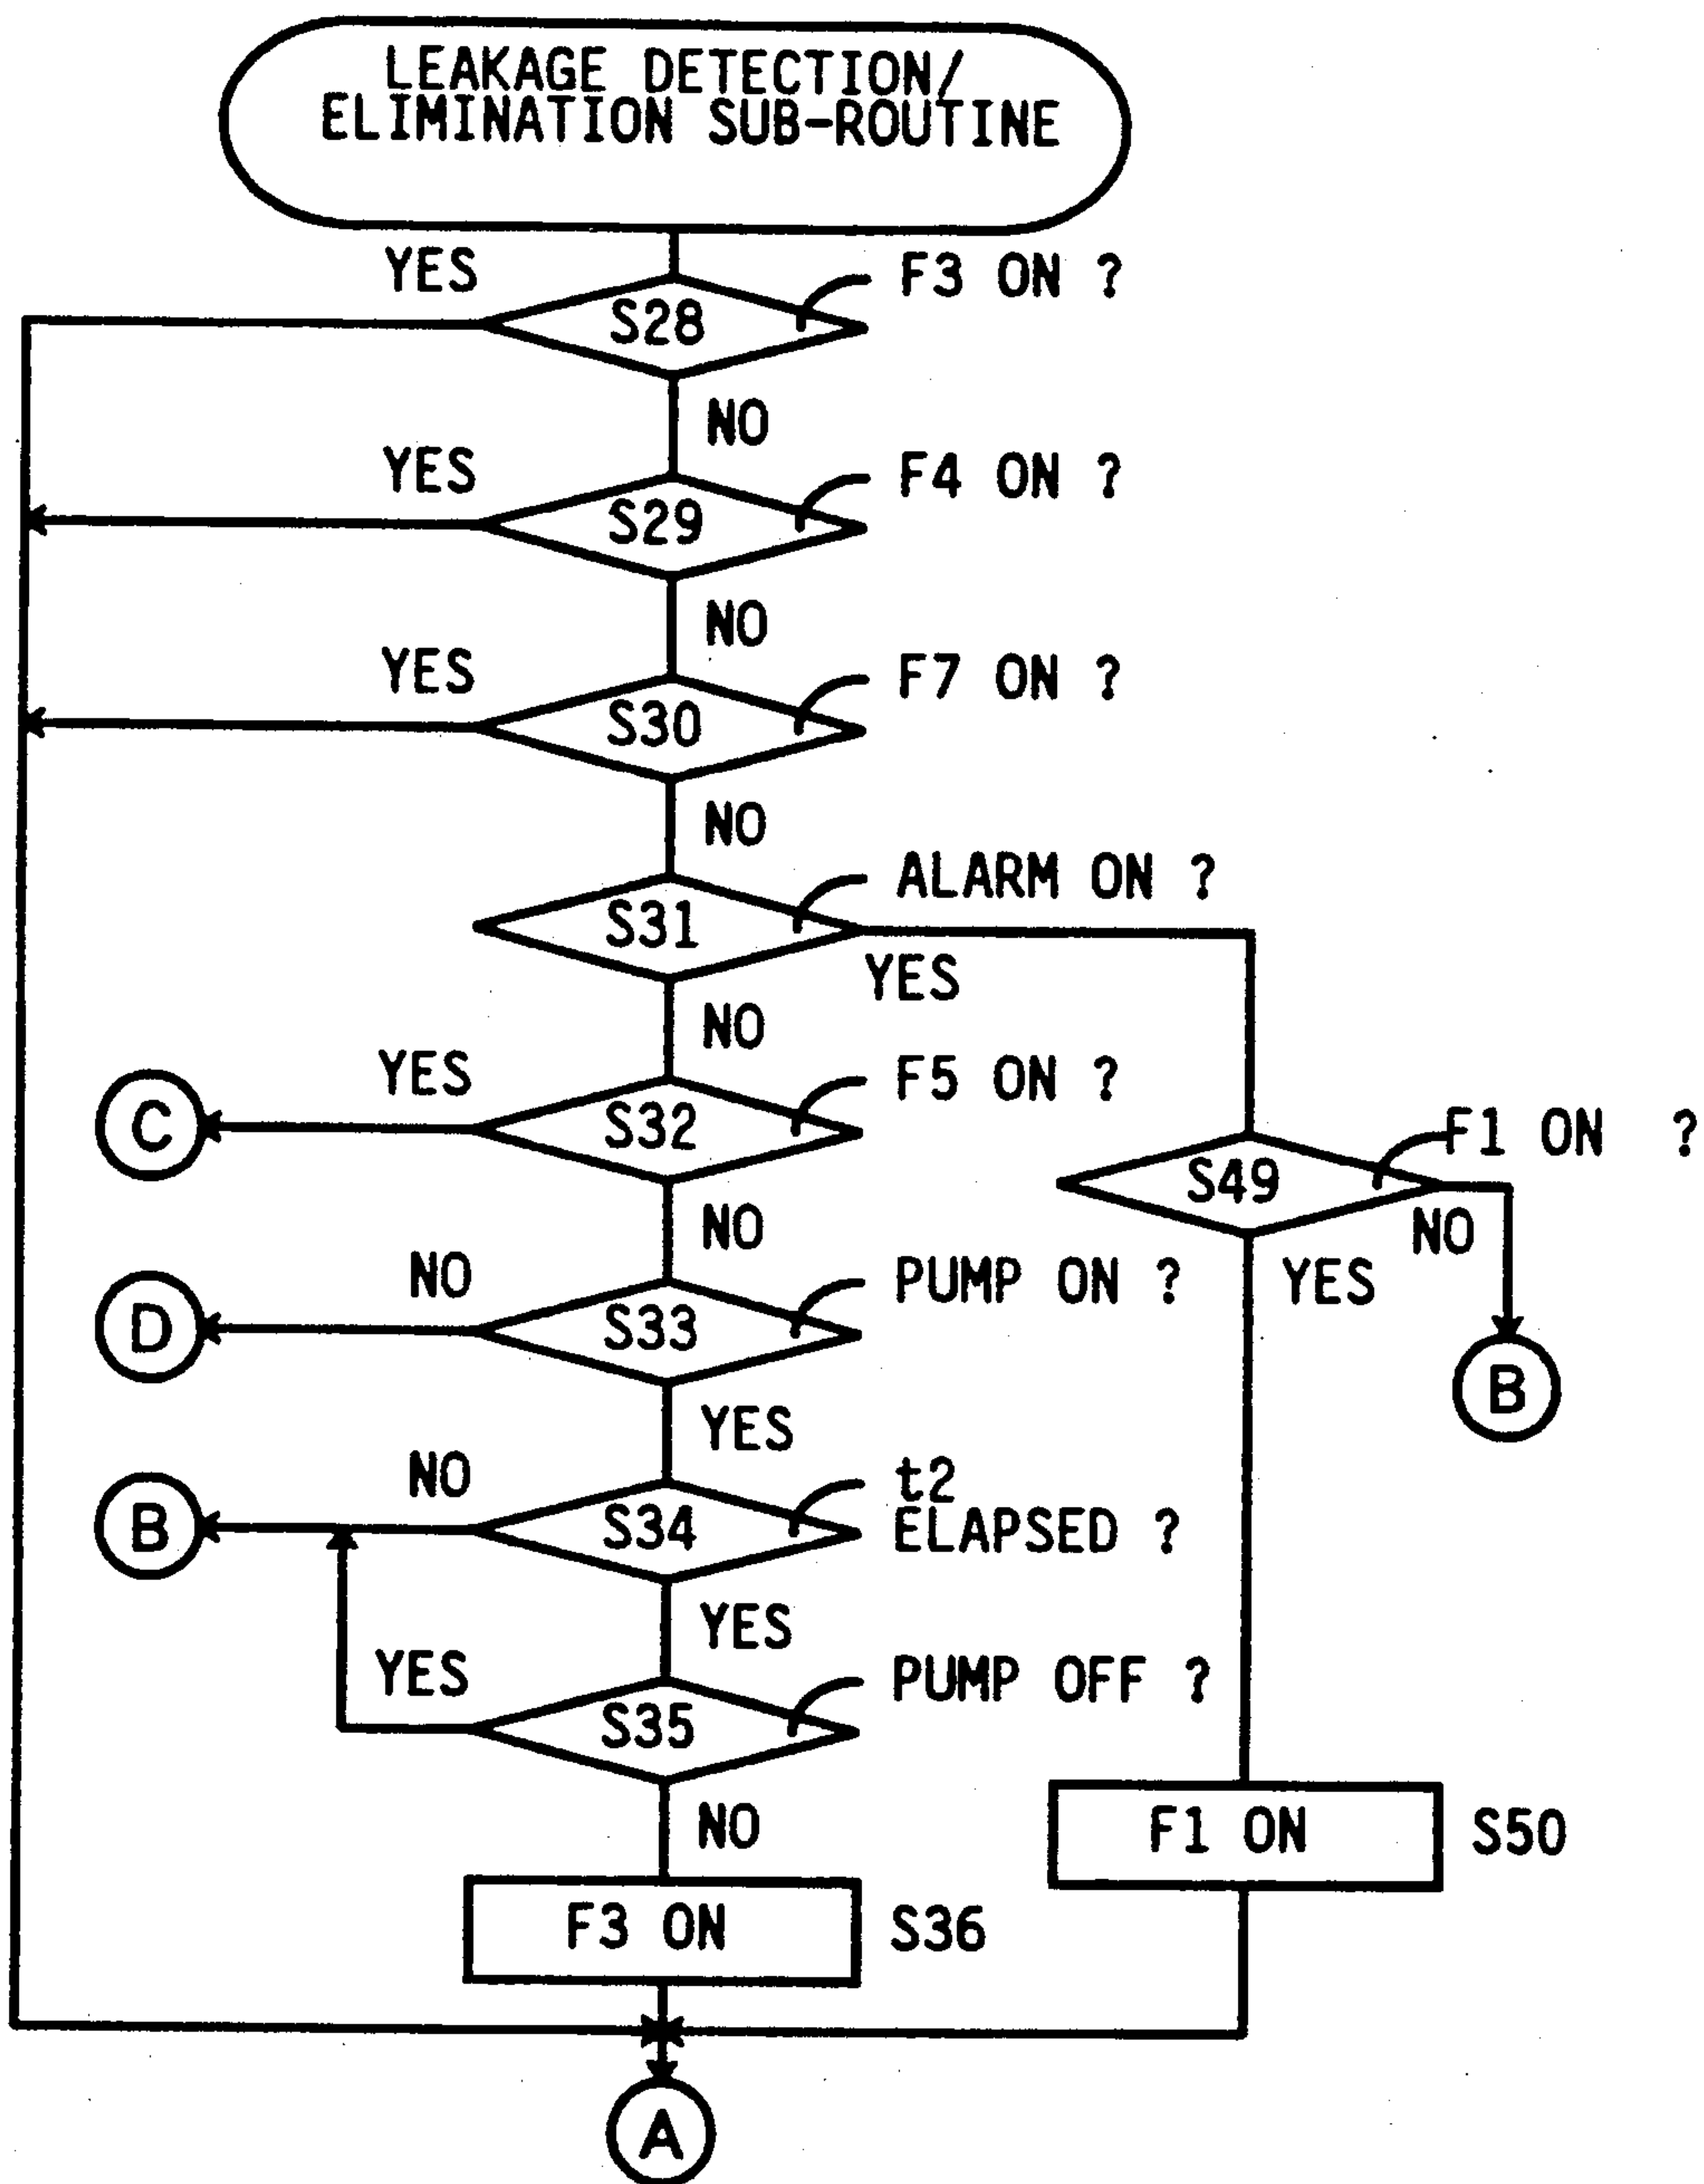 LEAKAGE DETECTION/
ELIMINATION SUB-ROUTINE
YES
F3 ON ?
S28
NO
YES
F4 ON ?
S29
NO
YES
F7 ON ?
S30
NO
ALARM ON ?
S31
YES
NO
YES
F5 ON ?
C
S32
F1 ON ?
S49
NO
NO
NO
PUMP ON ?
YES
D
S33
B
YES
NO
t2
ELAPSED ?
B
S34
YES
YES
PUMP OFF ?
S35
NO
F1 ON
S50
F3 ON
S36
A